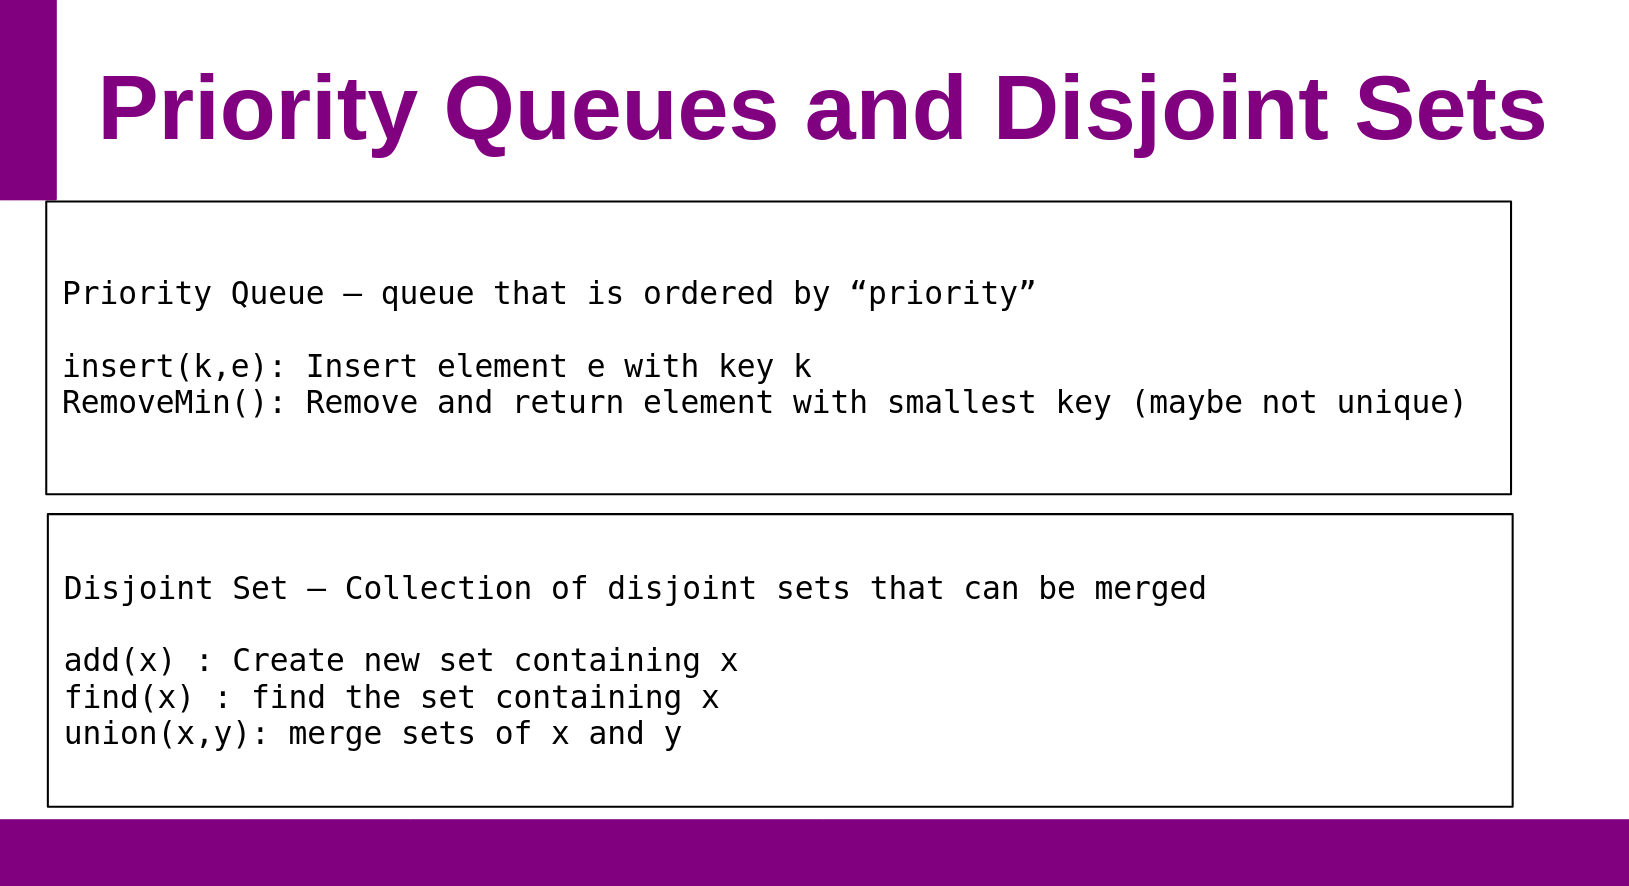 Priority Queues and Disjoint Sets
Priority Queue – queue that is ordered by “priority”
insert(k,e): Insert element e with key k
RemoveMin(): Remove and return element with smallest key (maybe not unique)
Disjoint Set – Collection of disjoint sets that can be merged
add(x) : Create new set containing x
find(x) : find the set containing x
union(x,y): merge sets of x and y